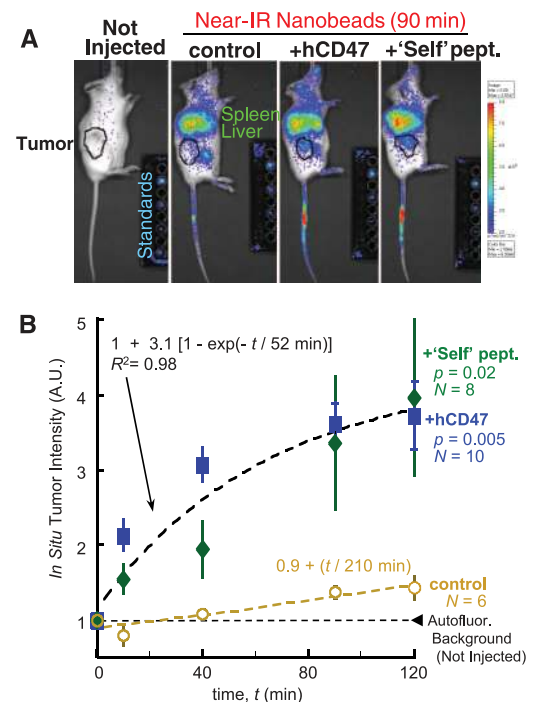 A
Not
Injected
Near-IR Nanobeads (90 min)
control
+hCD47
+'Self' pept.
Tumor
Spleen
Liver
Standards
B
5
4
3
2
1
0
0
40
80
120
In Situ Tumor Intensity (A.U.)
time, t (min)
1 + 3.1 [1 - exp(- t / 52 min)]
R²= 0.98
+'Self' pept.
p = 0.02
N = 8
+hCD47
p = 0.005
N = 10
0.9 + (t / 210 min)
control
N = 6
Autofluor.
Background
(Not Injected)